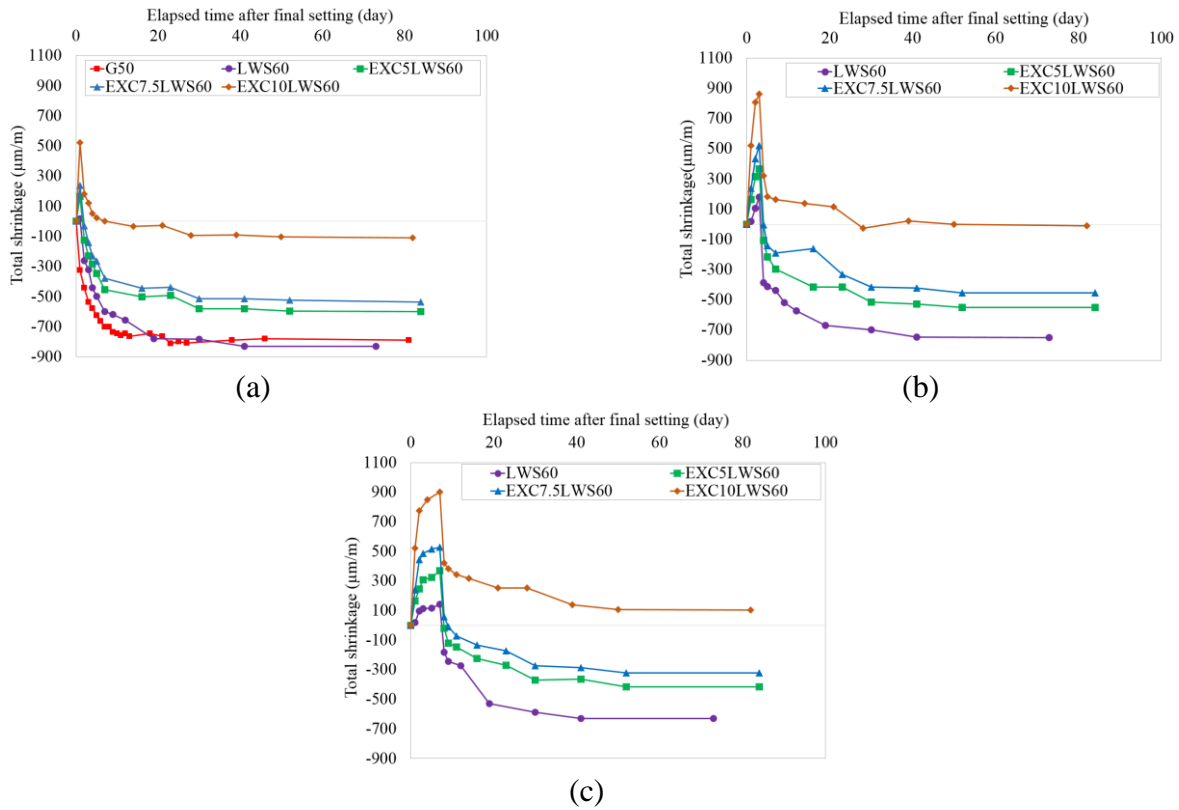 Elapsed time after final setting (day)
0 20 40 60 80 100
1100
900
700
500
300
100
-100
-300
-500
-700
-900
Total shrinkage (µm/m)
G50 LWS60 EXC5LWS60
EXC7.5LWS60 EXC10LWS60
(a)
Elapsed time after final setting (day)
0 20 40 60 80 100
1100
900
700
500
300
100
-100
-300
-500
-700
-900
Total shrinkage(µm/m)
LWS60 EXC5LWS60
EXC7.5LWS60 EXC10LWS60
(b)
Elapsed time after final setting (day)
0 20 40 60 80 100
1100
900
700
500
300
100
-100
-300
-500
-700
-900
Total shrinkage (µm/m)
LWS60 EXC5LWS60
EXC7.5LWS60 EXC10LWS60
(c)